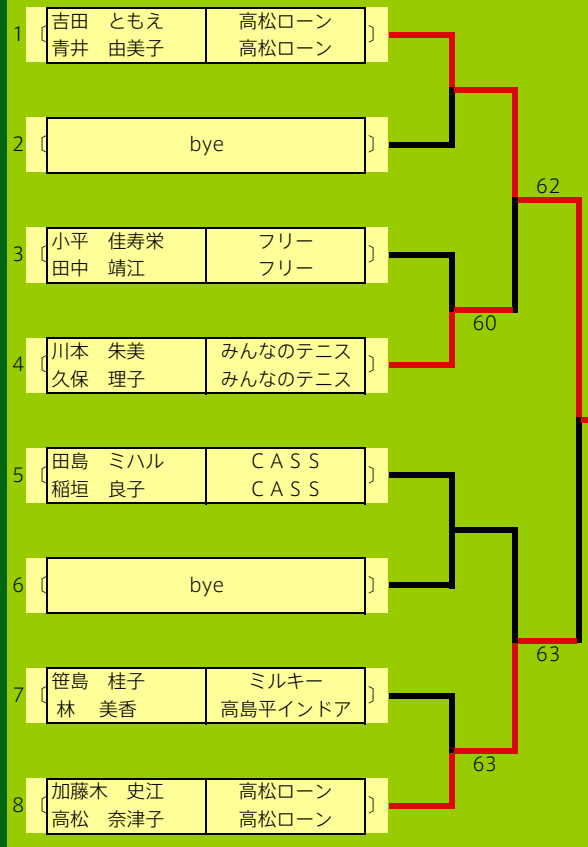 1 〔 吉田 ともえ 高松ローン 〕
青井 由美子 高松ローン
2 〔 bye 〕
62
3 〔 小平 佳寿栄 フリー 〕
田中 靖江 フリー
60
4 〔 川本 朱美 みんなのテニス 〕
久保 理子 みんなのテニス
5 〔 田島 ミハル CASS 〕
稲垣 良子 CASS
6 〔 bye 〕
63
7 〔 笹島 桂子 ミルキー 〕
林 美香 高島平インドア
63
8 〔 加藤木 史江 高松ローン 〕
高松 奈津子 高松ローン